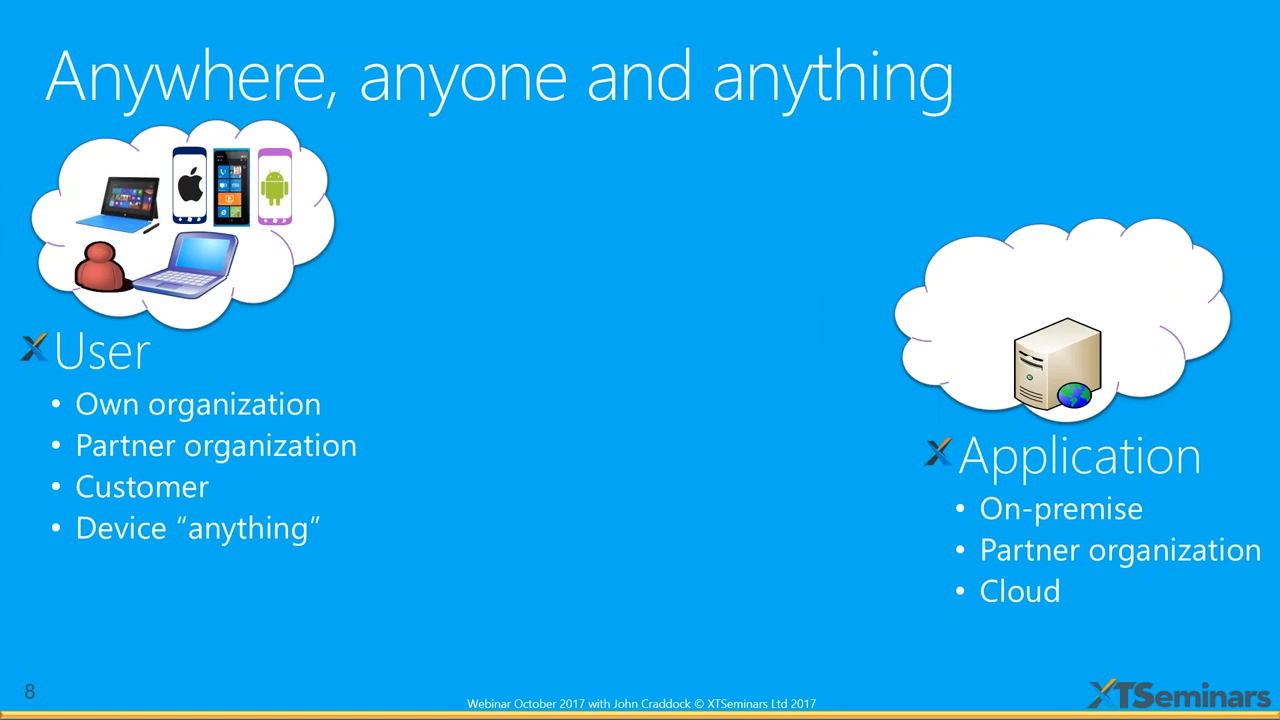 Anywhere, anyone and anything
User
• Own organization
• Partner organization
• Customer
• Device “anything”
Application
• On-premise
• Partner organization
• Cloud
8
Webinar October 2017 with John Craddock © XTSeminars Ltd 2017
XTSeminars